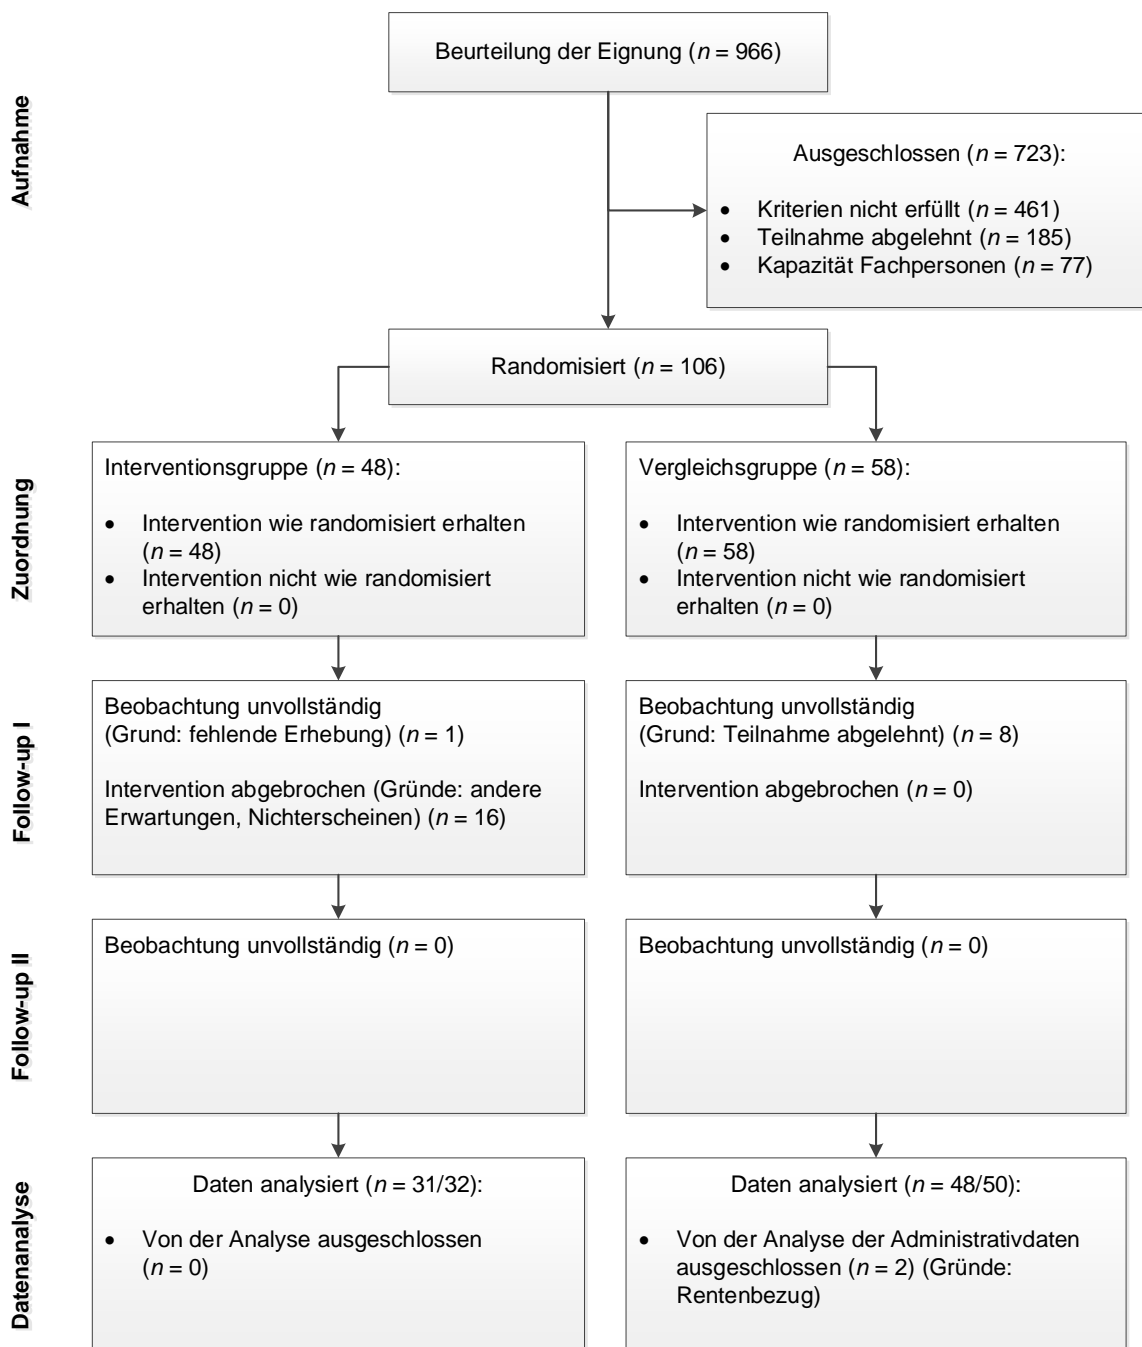 Aufnahme
Beurteilung der Eignung (n = 966)
Ausgeschlossen (n = 723):
• Kriterien nicht erfüllt (n = 461)
• Teilnahme abgelehnt (n = 185)
• Kapazität Fachpersonen (n = 77)
Randomisiert (n = 106)
Zuordnung
Interventionsgruppe (n = 48):
• Intervention wie randomisiert erhalten
(n = 48)
• Intervention nicht wie randomisiert
erhalten (n = 0)
Vergleichsgruppe (n = 58):
• Intervention wie randomisiert erhalten
(n = 58)
• Intervention nicht wie randomisiert
erhalten (n = 0)
Follow-up I
Beobachtung unvollständig
(Grund: fehlende Erhebung) (n = 1)
Intervention abgebrochen (Gründe: andere
Erwartungen, Nichterscheinen) (n = 16)
Beobachtung unvollständig
(Grund: Teilnahme abgelehnt) (n = 8)
Intervention abgebrochen (n = 0)
Follow-up II
Beobachtung unvollständig (n = 0)
Beobachtung unvollständig (n = 0)
Datenanalyse
Daten analysiert (n = 31/32):
• Von der Analyse ausgeschlossen
(n = 0)
Daten analysiert (n = 48/50):
• Von der Analyse der Administrativdaten
ausgeschlossen (n = 2) (Gründe:
Rentenbezug)